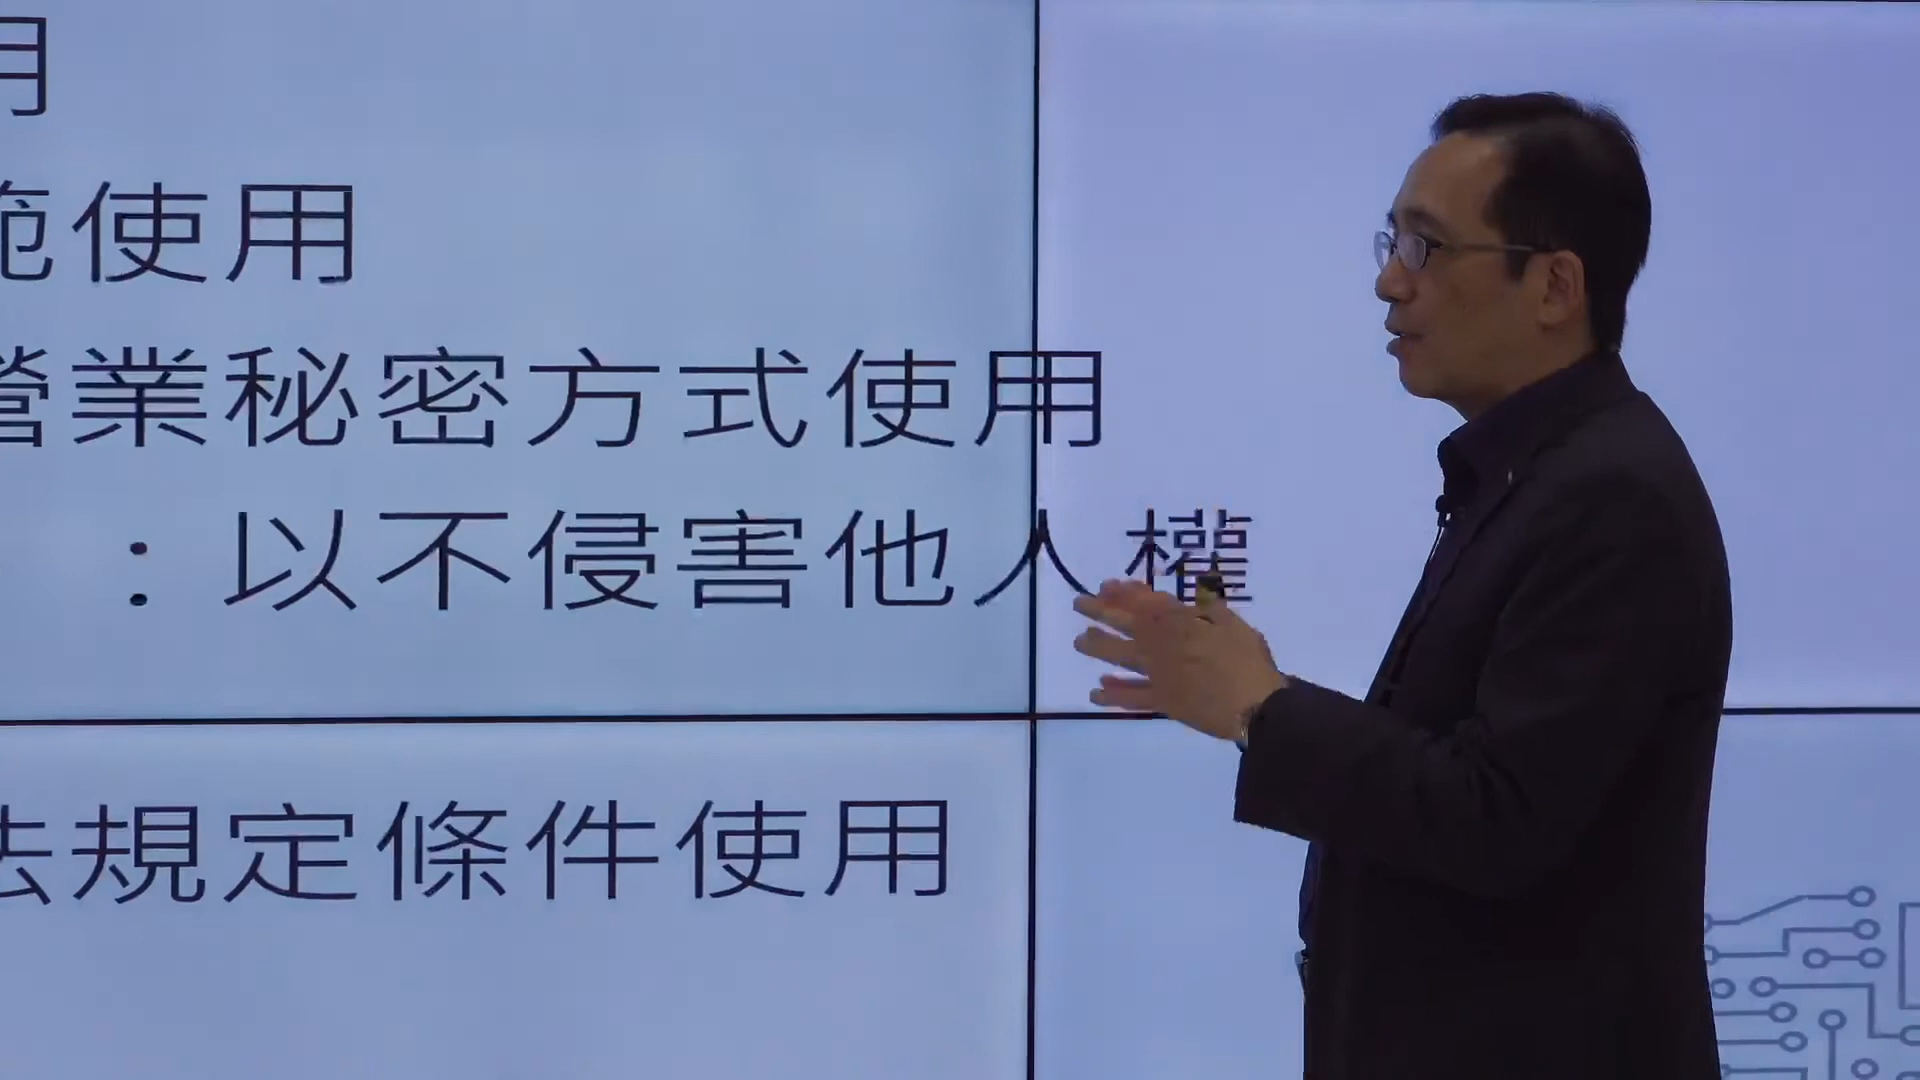 用
範使用
營業秘密方式使用
：以不侵害他人權
法規定條件使用